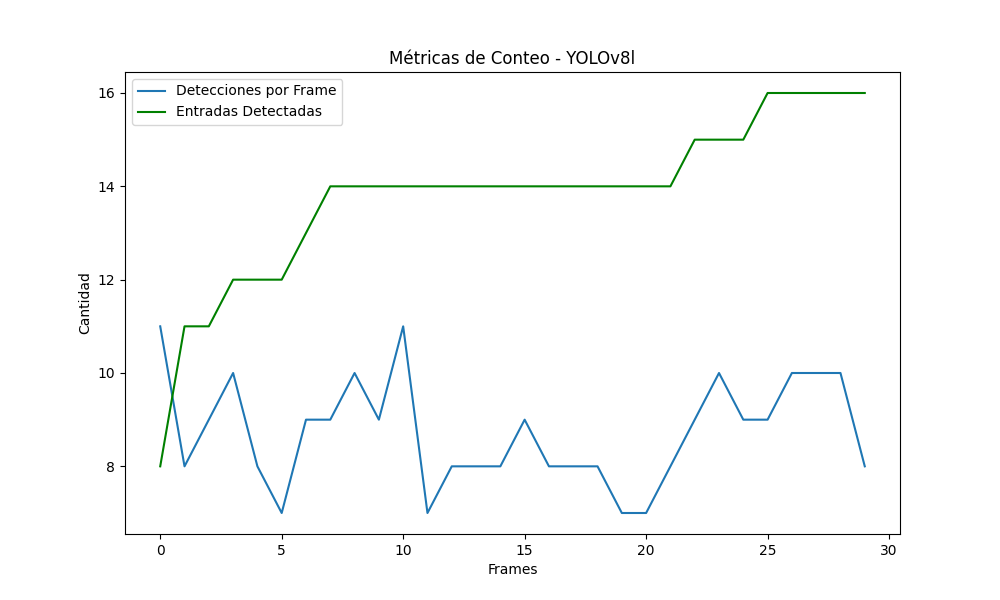 Métricas de Conteo - YOLOv8l
Detecciones por Frame
Entradas Detectadas
Cantidad
16
14
12
10
8
0
5
10
15
20
25
30
Frames